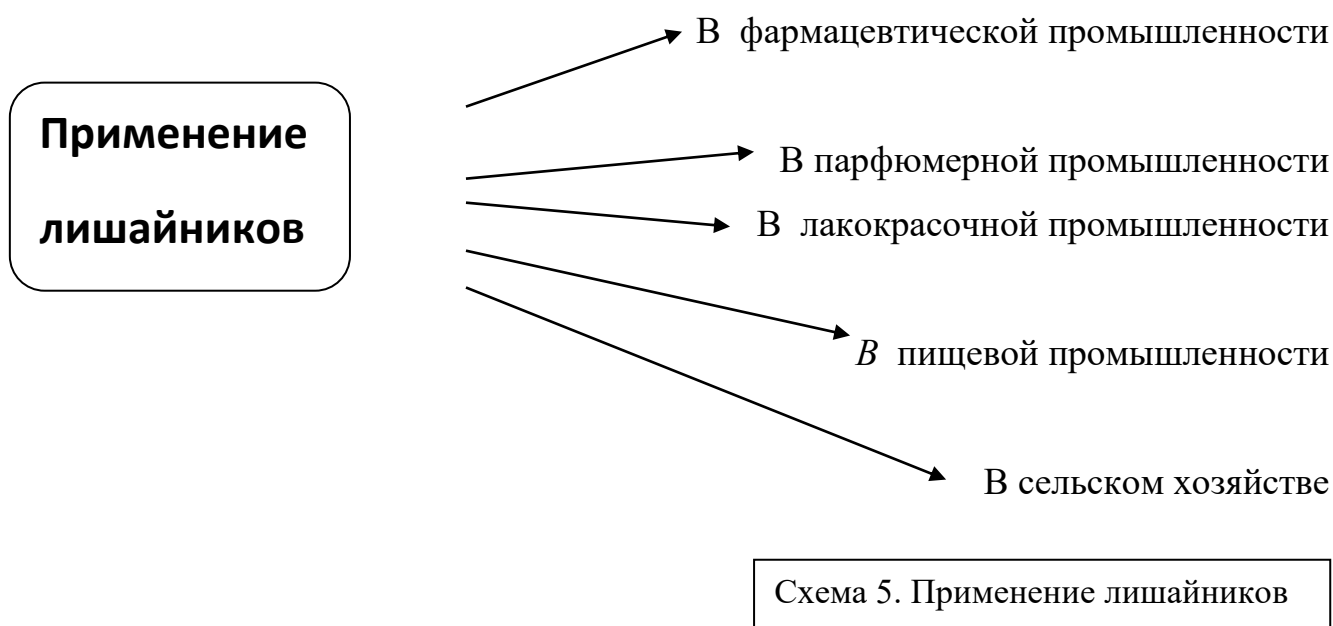 В фармацевтической промышленности
Применение
лишайников
В парфюмерной промышленности
В лакокрасочной промышленности
В пищевой промышленности
В сельском хозяйстве
Схема 5. Применение лишайников